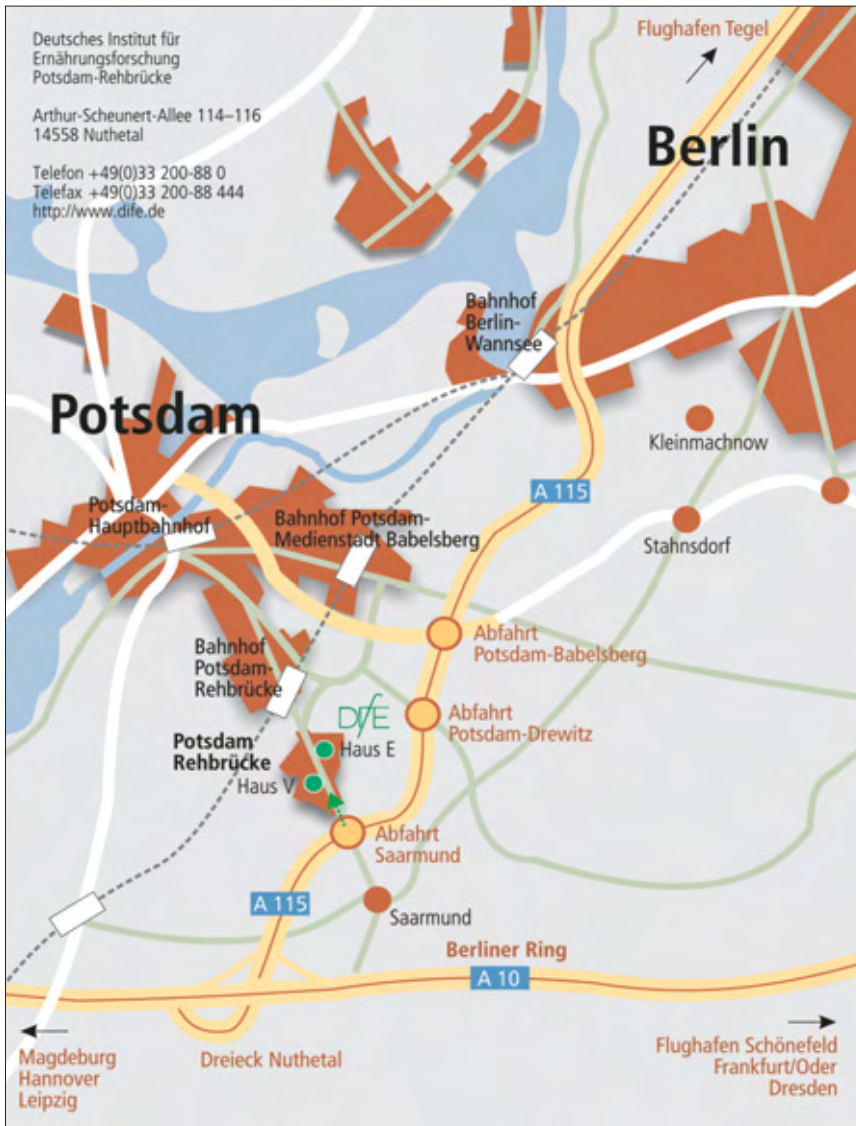 Deutsches Institut für
Ernährungsforschung
Potsdam-Rehbrücke
Arthur-Scheunert-Allee 114–116
14558 Nuthetal
Telefon +49(0)33 200-88 0
Telefax +49(0)33 200-88 444
http://www.dife.de
Flughafen Tegel
Berlin
Bahnhof
Berlin-
Wannsee
Potsdam
Kleinmachnow
A 115
Potsdam-
Hauptbahnhof
Bahnhof Potsdam-
Medienstadt Babelsberg
Stahnsdorf
Abfahrt
Potsdam-Babelsberg
Bahnhof
Potsdam-
Rehbrücke
Abfahrt
Potsdam-Drewitz
DIfE
Potsdam
Rehbrücke
Haus E
Haus V
Abfahrt
Saarmund
A 115
Saarmund
Berliner Ring
A 10
Magdeburg
Hannover
Leipzig
Dreieck Nuthetal
Flughafen Schönefeld
Frankfurt/Oder
Dresden